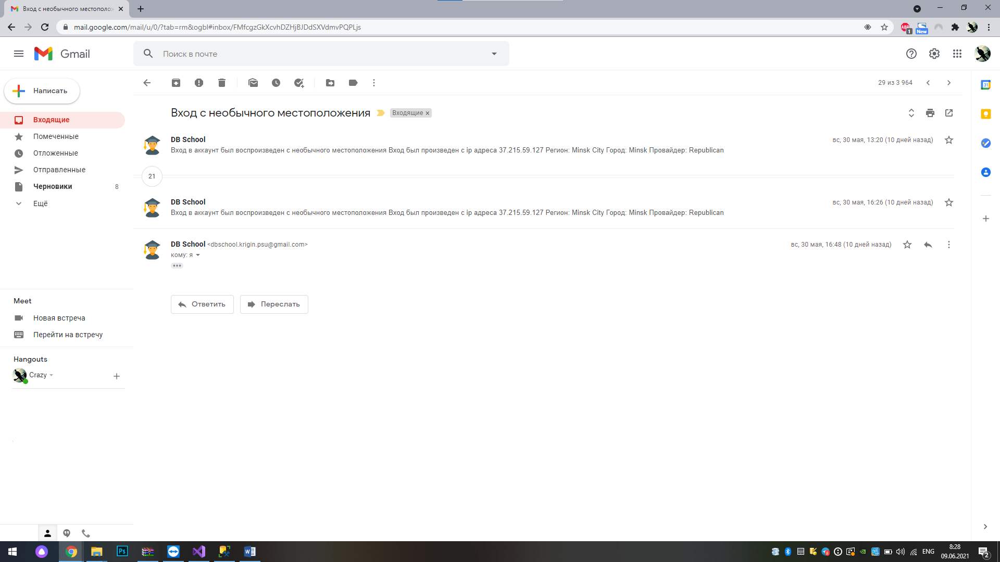 Вход с необычного местополо
mail.google.com/mail/u/0/?tab=rm&ogbl#inbox/FMfcgzGkXcvhDZHjBJDdSXVdmvPQPLjs
ABP
1
New
Gmail
Поиск в почте
Написать
29 из 3 964
31
Входящие
Помеченные
Отложенные
Отправленные
Черновики 8
Ещё
Вход с необычного местоположения
Входящие ×
DB School
вс, 30 мая, 13:20 (10 дней назад)
Вход в аккаунт был воспроизведен с необычного местоположения Вход был произведен с ip адреса 37.215.59.127 Регион: Minsk City Город: Minsk Провайдер: Republican
21
DB School
вс, 30 мая, 16:26 (10 дней назад)
Вход в аккаунт был воспроизведен с необычного местоположения Вход был произведен с ip адреса 37.215.59.127 Регион: Minsk City Город: Minsk Провайдер: Republican
DB School <dbschool.krigin.psu@gmail.com>
вс, 30 мая, 16:48 (10 дней назад)
кому: я
Ответить
Переслать
Meet
Новая встреча
Перейти на встречу
Hangouts
Crazy
Ps
W
ENG
8:28
09.06.2021
2